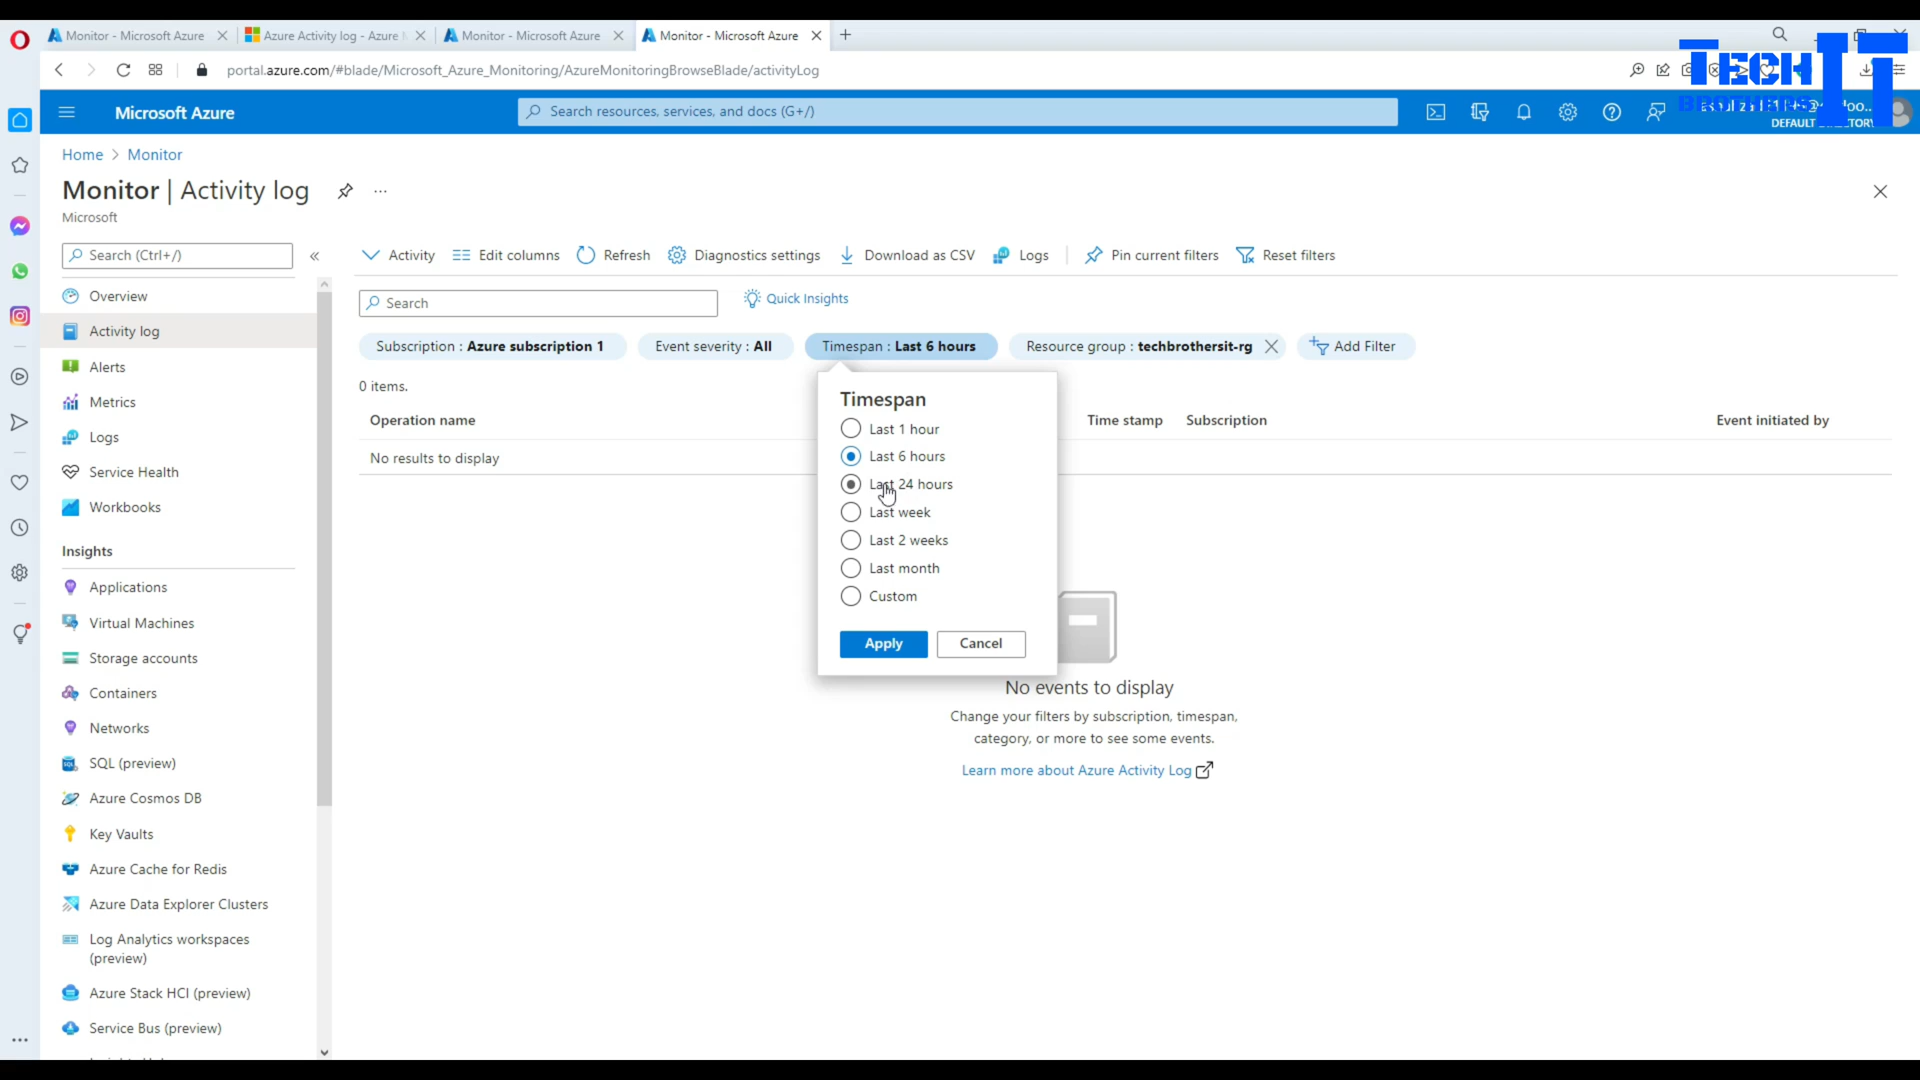 Monitor - Microsoft Azure
Azure Activity log - Azure
Monitor - Microsoft Azure
Monitor - Microsoft Azure
portal.azure.com/#blade/Microsoft_Azure_Monitoring/AzureMonitoringBrowseBlade/activityLog
TECH IT
BROTHERS
Microsoft Azure
Search resources, services, and docs (G+/)
DEFAULT DIRECTORY
Home > Monitor
Monitor | Activity log
...
Microsoft
Search (Ctrl+/)
«
Activity
Edit columns
Refresh
Diagnostics settings
Download as CSV
Logs
Pin current filters
Reset filters
Overview
Activity log
Alerts
Metrics
Logs
Service Health
Workbooks
Insights
Applications
Virtual Machines
Storage accounts
Containers
Networks
SQL (preview)
Azure Cosmos DB
Key Vaults
Azure Cache for Redis
Azure Data Explorer Clusters
Log Analytics workspaces
(preview)
Azure Stack HCI (preview)
Service Bus (preview)
Search
Quick Insights
Subscription : Azure subscription 1
Event severity : All
Timespan : Last 6 hours
Resource group : techbrothersit-rg
Add Filter
0 items.
Operation name
Time stamp
Subscription
Event initiated by
No results to display
Timespan
Last 1 hour
Last 6 hours
Last 24 hours
Last week
Last 2 weeks
Last month
Custom
Apply
Cancel
No events to display
Change your filters by subscription, timespan,
category, or more to see some events.
Learn more about Azure Activity Log